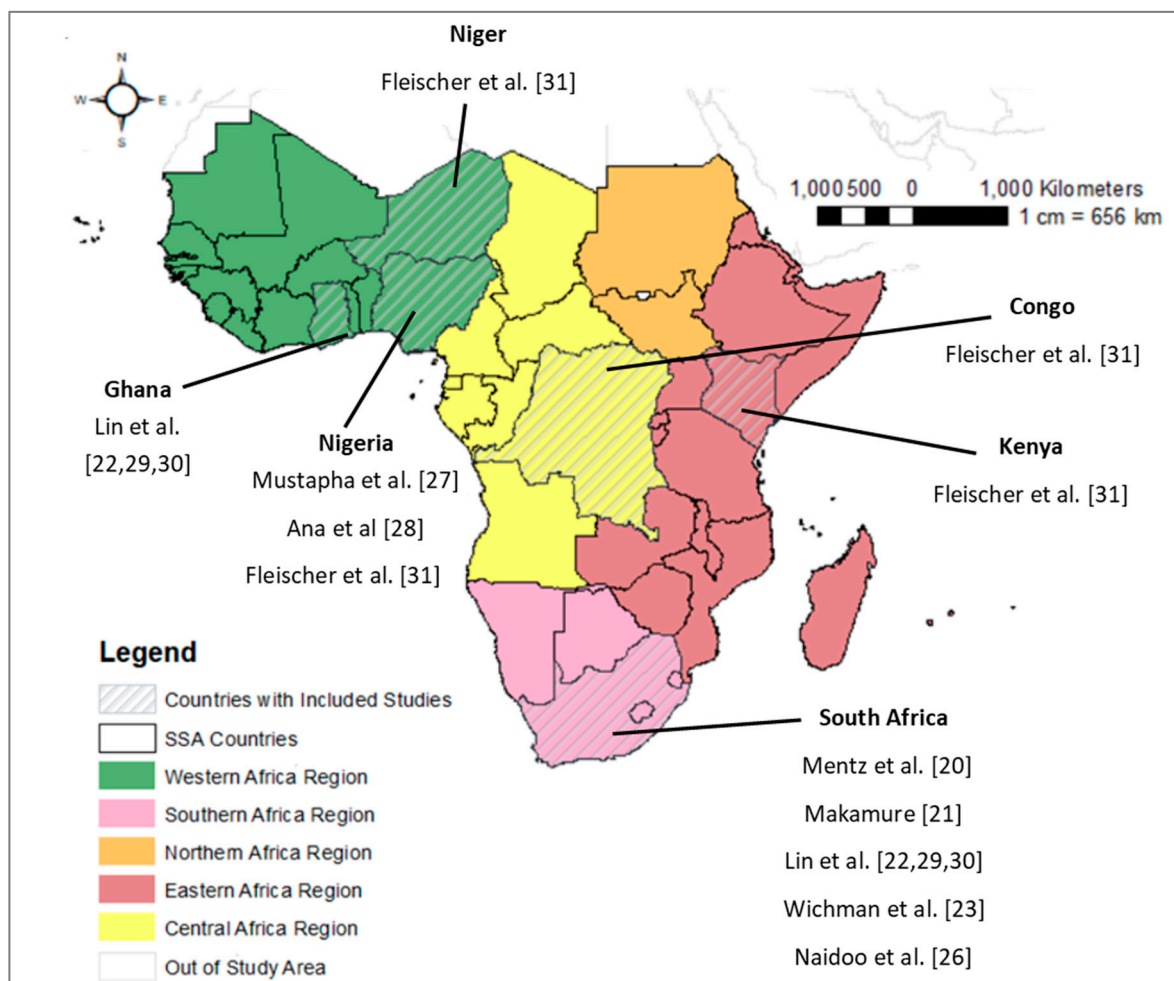 Niger
Fleischer et al. [31]
N
W E
S
1,000 500 0 1,000 Kilometers
1 cm = 656 km
Congo
Fleischer et al. [31]
Ghana
Lin et al.
[22,29,30]
Nigeria
Mustapha et al. [27]
Ana et al [28]
Fleischer et al. [31]
Kenya
Fleischer et al. [31]
Legend
Countries with Included Studies
SSA Countries
Western Africa Region
Southern Africa Region
Northern Africa Region
Eastern Africa Region
Central Africa Region
Out of Study Area
South Africa
Mentz et al. [20]
Makamure [21]
Lin et al. [22,29,30]
Wichman et al. [23]
Naidoo et al. [26]